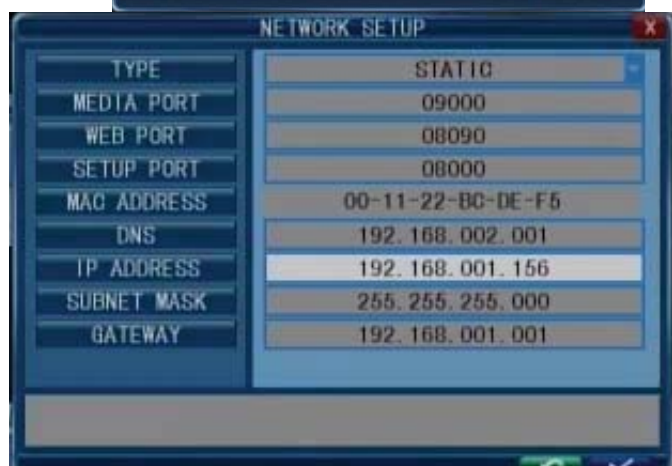 NETWORK SETUP X
TYPE STATIC
MEDIA PORT 09000
WEB PORT 08090
SETUP PORT 08000
MAC ADDRESS 00-11-22-BC-DE-F5
DNS 192.168.002.001
IP ADDRESS 192.168.001.156
SUBNET MASK 255.255.255.000
GATEWAY 192.168.001.001